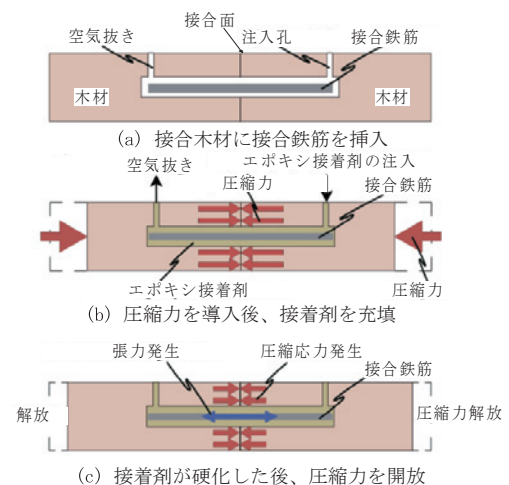 接合面
空気抜き
注入孔
接合鉄筋
木材
木材
(a) 接合木材に接合鉄筋を挿入
空気抜き
エポキシ接着剤の注入
圧縮力
接合鉄筋
エポキシ接着剤
圧縮力
(b) 圧縮力を導入後、接着剤を充填
張力発生
圧縮応力発生
接合鉄筋
解放
圧縮力解放
(c) 接着剤が硬化した後、圧縮力を開放